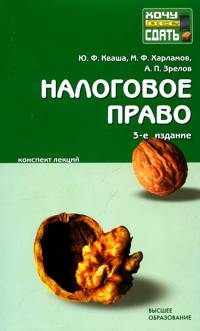 ХОЧУ
СДАТЬ
Ю. Ф. Кваша, М. Ф. Харламов,
А. П. Зрелов
НАЛОГОВОЕ
ПРАВО
3-е издание
конспект лекций
ВЫСШЕЕ
ОБРАЗОВАНИЕ